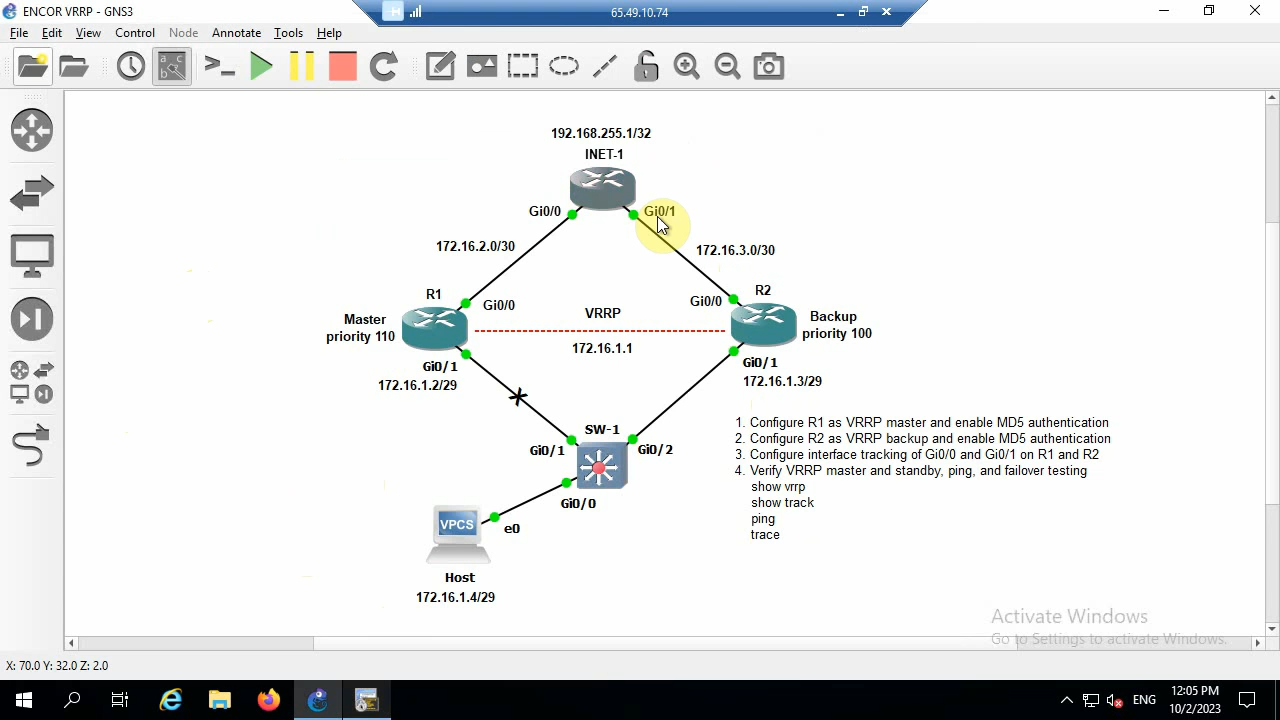 ENCOR VRRP - GNS3
65.49.10.74
File Edit View Control Node Annotate Tools Help
192.168.255.1/32
INET-1
Gi0/0
Gi0/1
172.16.2.0/30
172.16.3.0/30
R1
R2
Gi0/0
Gi0/0
Master
priority 110
VRRP
172.16.1.1
Backup
priority 100
Gi0/1
172.16.1.2/29
Gi0/1
172.16.1.3/29
SW-1
Gi0/1
Gi0/2
Gi0/0
1. Configure R1 as VRRP master and enable MD5 authentication
2. Configure R2 as VRRP backup and enable MD5 authentication
3. Configure interface tracking of Gi0/0 and Gi0/1 on R1 and R2
4. Verify VRRP master and standby, ping, and failover testing
show vrrp
show track
ping
trace
VPCS
e0
Host
172.16.1.4/29
Activate Windows
Go to Settings to activate Windows.
X: 70.0 Y: 32.0 Z: 2.0
ENG
12:05 PM
10/2/2023